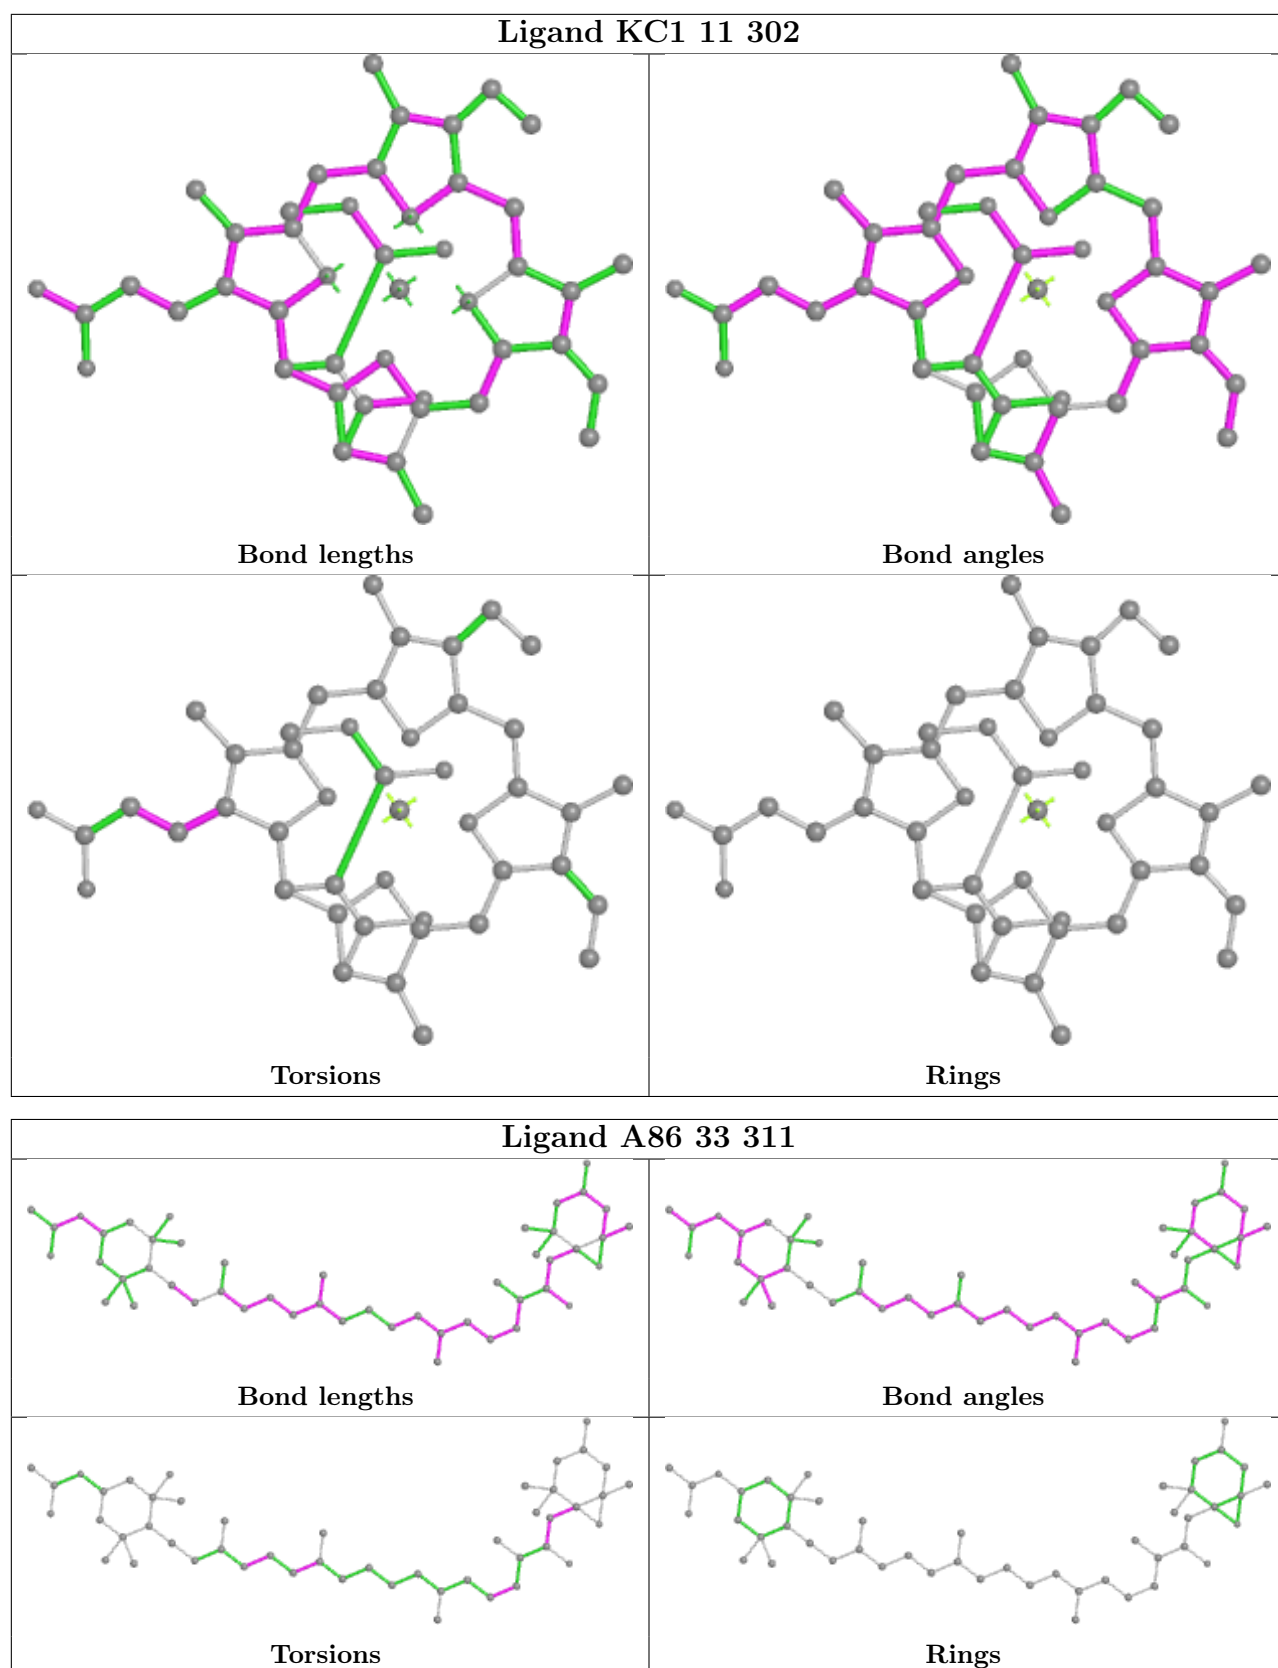 Ligand KC1 11 302
Bond lengths
Bond angles
Torsions
Rings
Ligand A86 33 311
Bond lengths
Bond angles
Torsions
Rings